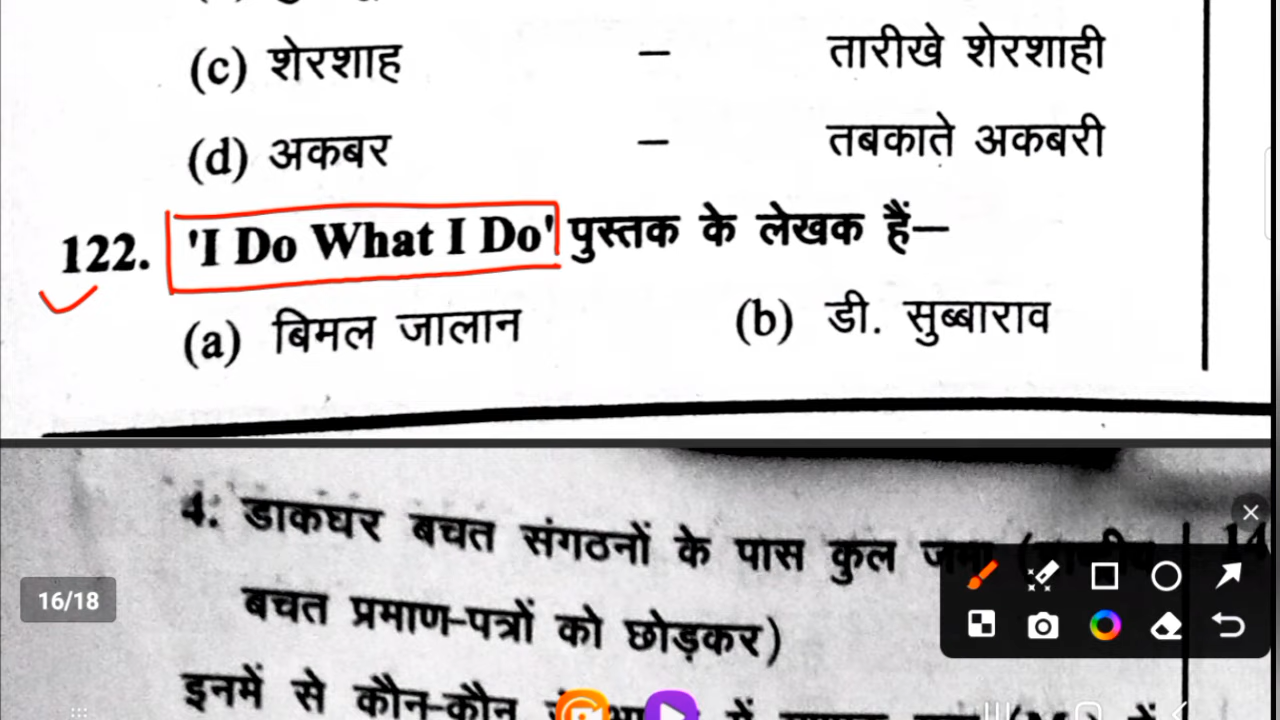 (c) शेरशाह – तारीखे शेरशाही
(d) अकबर – तबकाते अकबरी
122. 'I Do What I Do' पुस्तक के लेखक हैं–
(a) बिमल जालान (b) डी. सुब्बाराव
4. डाकघर बचत संगठनों के पास कुल जमा
14
बचत प्रमाण-पत्रों को छोड़कर)
16/18
इनमें से कौन-कौन